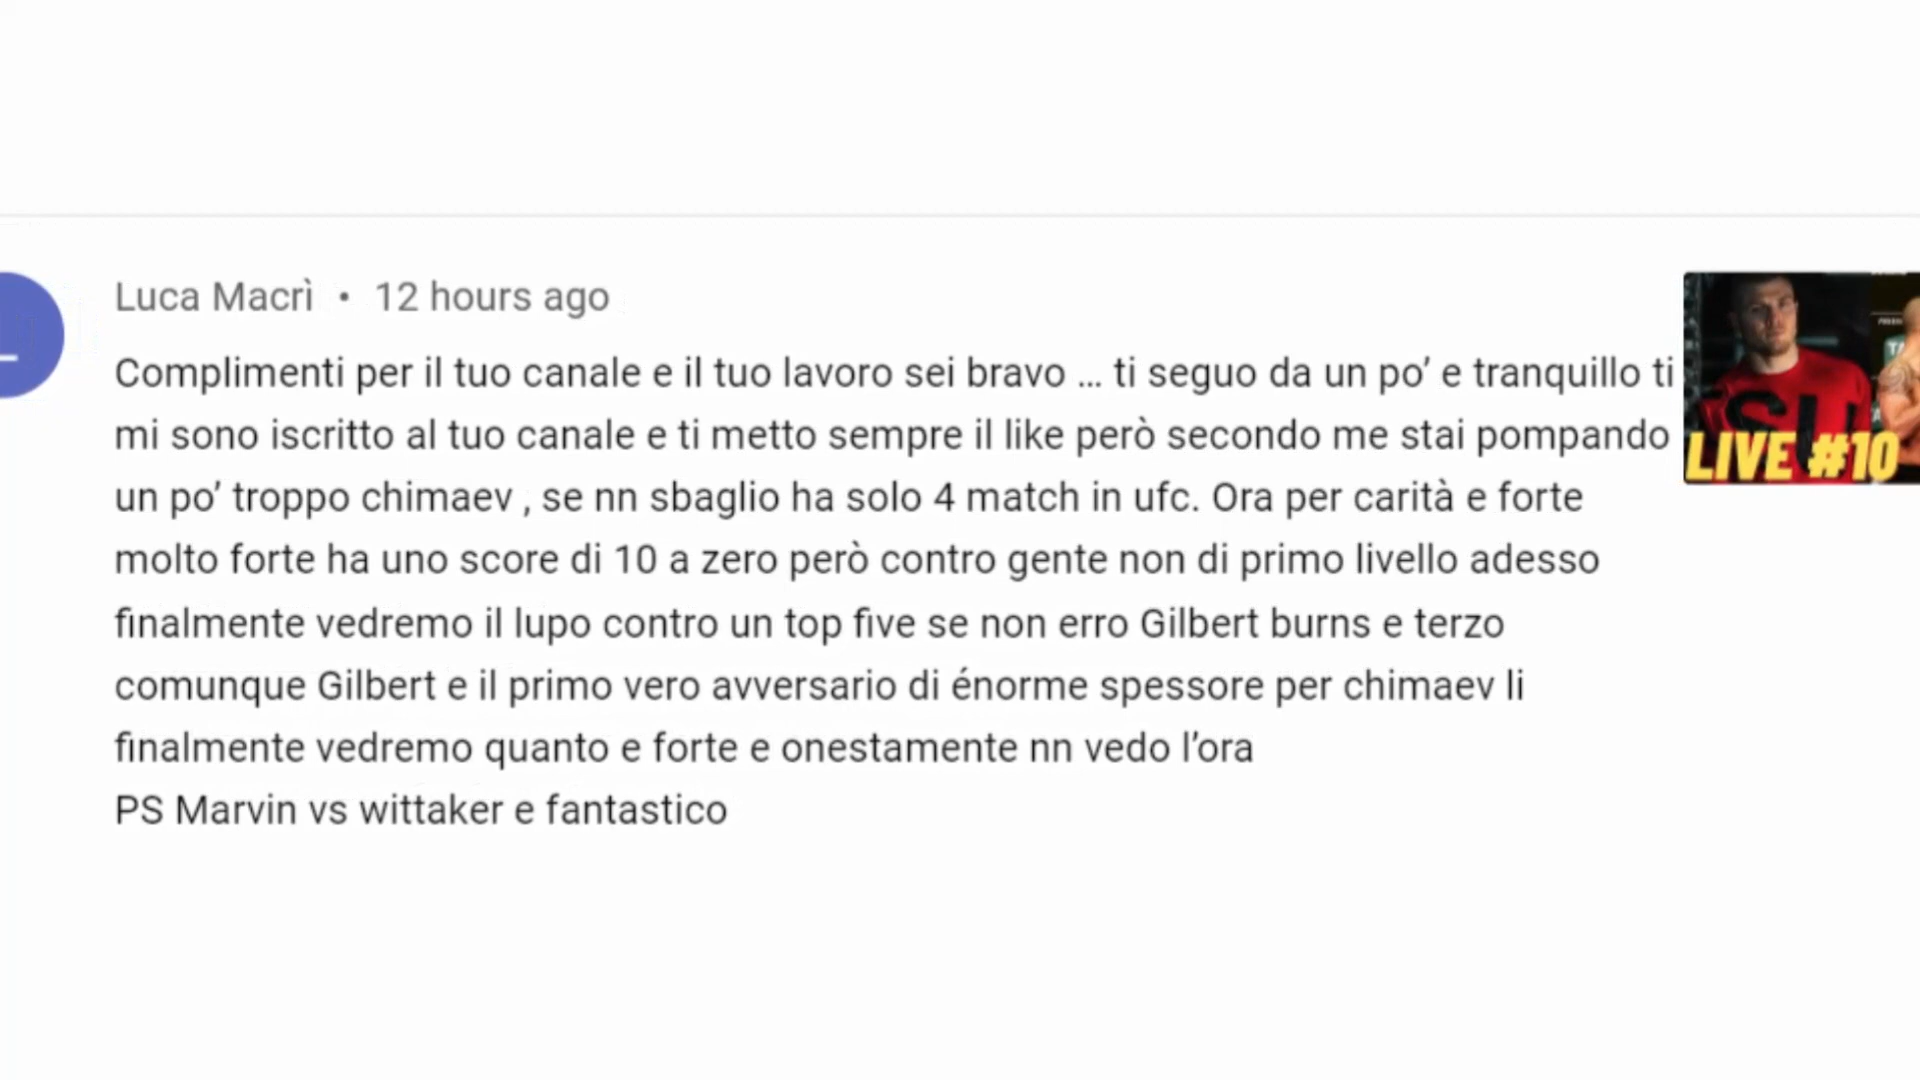 Luca Macrì • 12 hours ago
Complimenti per il tuo canale e il tuo lavoro sei bravo ... ti seguo da un po’ e tranquillo ti
mi sono iscritto al tuo canale e ti metto sempre il like però secondo me stai pompando
un po’ troppo chimaev , se nn sbaglio ha solo 4 match in ufc. Ora per carità e forte
molto forte ha uno score di 10 a zero però contro gente non di primo livello adesso
finalmente vedremo il lupo contro un top five se non erro Gilbert burns e terzo
comunque Gilbert e il primo vero avversario di énorme spessore per chimaev li
finalmente vedremo quanto e forte e onestamente nn vedo l’ora
PS Marvin vs wittaker e fantastico
LIVE #10